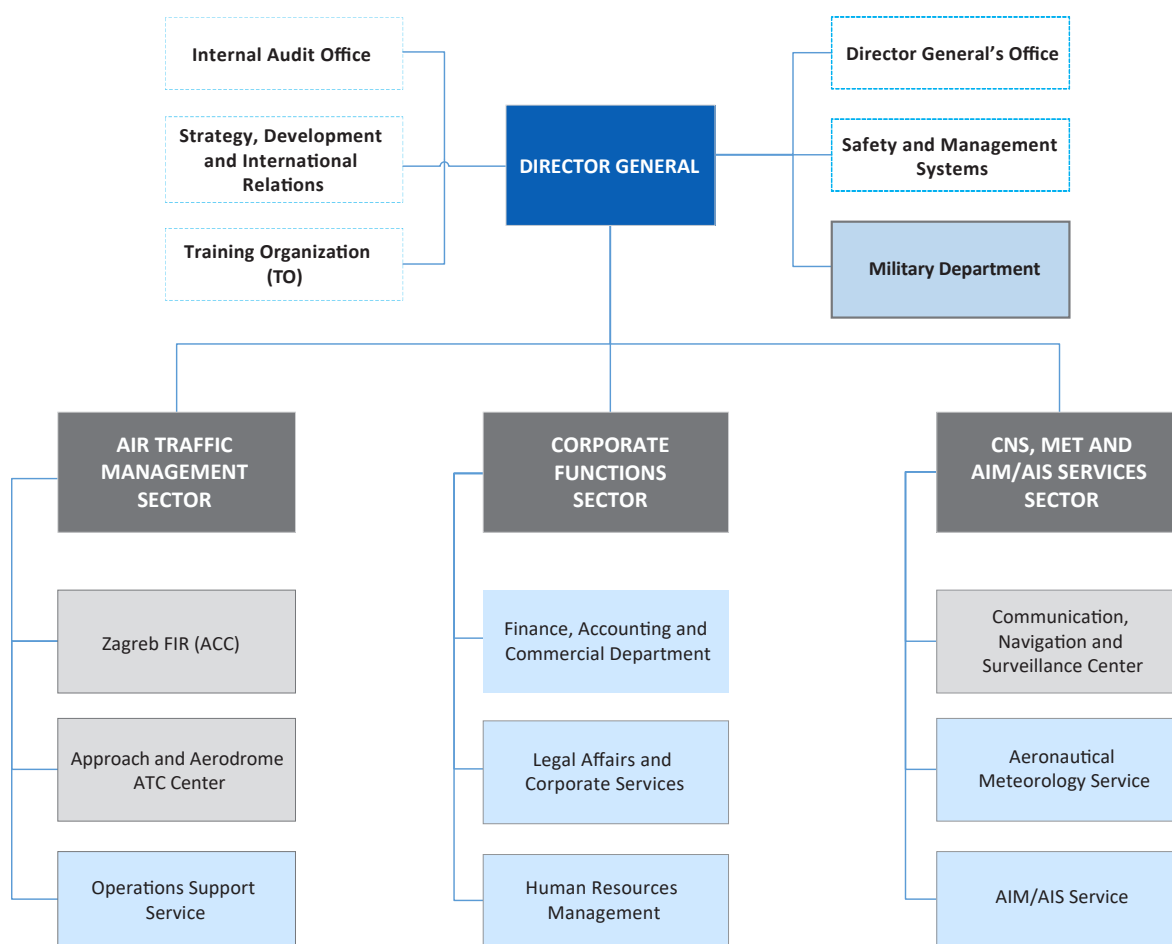 Internal Audit Office
Director General’s Office
Strategy, Development
and International
Relations
DIRECTOR GENERAL
Safety and Management
Systems
Training Organization
(TO)
Military Department
AIR TRAFFIC
MANAGEMENT
SECTOR
CORPORATE
FUNCTIONS
SECTOR
CNS, MET AND
AIM/AIS SERVICES
SECTOR
Zagreb FIR (ACC)
Finance, Accounting and
Commercial Department
Communication,
Navigation and
Surveillance Center
Approach and Aerodrome
ATC Center
Legal Affairs and
Corporate Services
Aeronautical
Meteorology Service
Operations Support
Service
Human Resources
Management
AIM/AIS Service